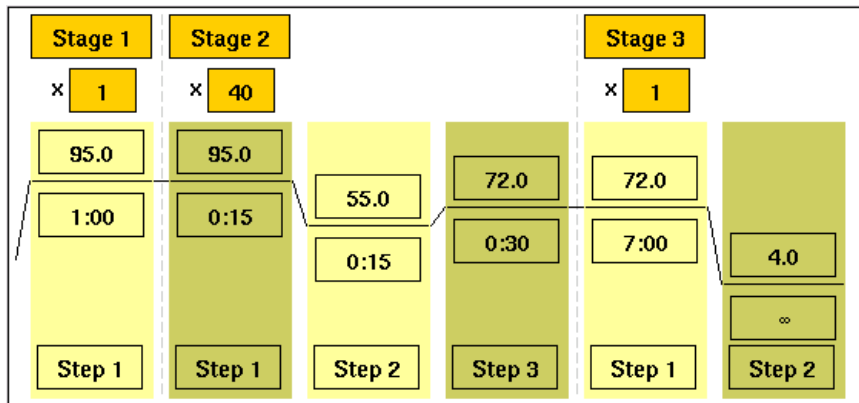 Stage 1 Stage 2 Stage 3
x 1 x 40 x 1
95.0 95.0 55.0 72.0 72.0 4.0
1:00 0:15 0:15 0:30 7:00 ∞
Step 1 Step 1 Step 2 Step 3 Step 1 Step 2